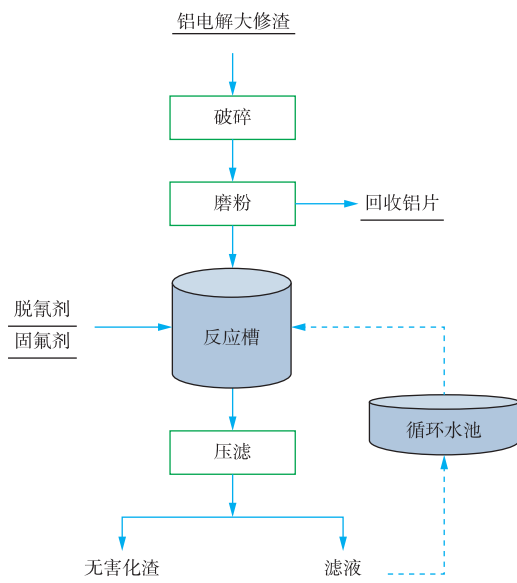 铝电解大修渣
破碎
磨粉
回收铝片
脱氰剂
固氟剂
反应槽
循环水池
压滤
无害化渣
滤液